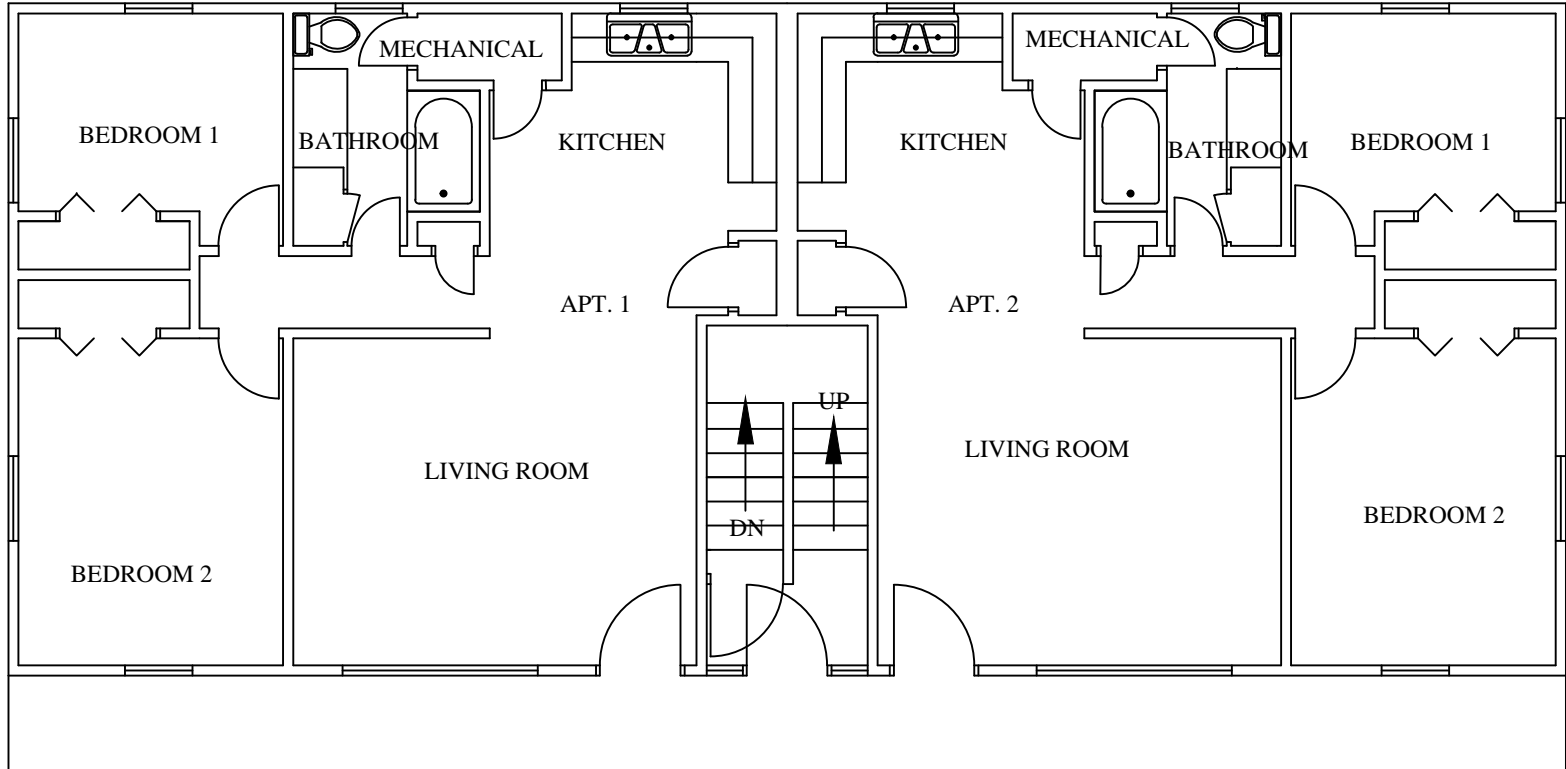 MECHANICAL
MECHANICAL
BEDROOM 1
BATHROOM
KITCHEN
KITCHEN
BATHROOM
BEDROOM 1
APT. 1
APT. 2
UP
LIVING ROOM
LIVING ROOM
DN
BEDROOM 2
BEDROOM 2